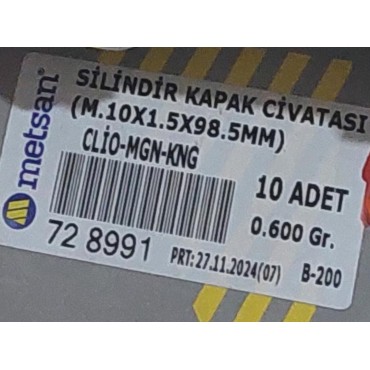 metsan®
SİLİNDİR KAPAK CİVATASI
(M.10X1.5X98.5MM)
CLİO-MGN-KNG
10 ADET
0.600 Gr.
72 8991
PRT: 27.11.2024(07)
B-200